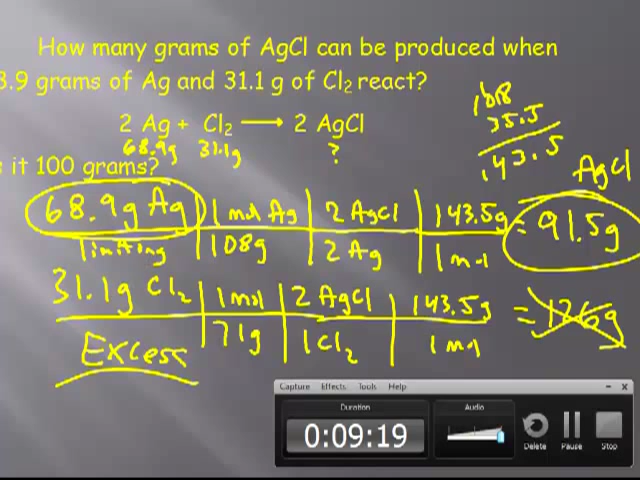 How many grams of AgCl can be produced when
8.9 grams of Ag and 31.1 g of Cl₂ react?
2 Ag + Cl₂ ⟶ 2 AgCl
68.9g 31.1g ?
108
35.5
143.5
s it 100 grams?
AgCl
68.9g Ag 1 mol Ag 2 AgCl 143.5g = 91.5g
limiting 108g 2 Ag 1 mol
31.1g Cl₂ 1 mol 2 AgCl 143.5g = 126g
Excess 71g 1 Cl₂ 1 mol
Capture Effects Tools Help
Duration Audio
0:09:19
Delete Pause Stop